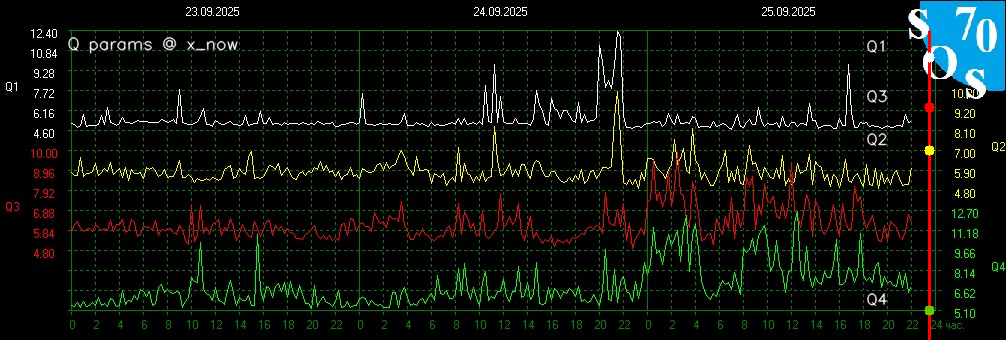 23.09.2025 24.09.2025 25.09.2025
SOS 70
Q params @ x_now
Q1
12.40
10.84
9.28
7.72
6.16
4.60
Q3
10.00
8.96
7.92
6.88
5.84
4.80
Q1
Q3
Q2
Q4
9.20
8.10
7.00
5.90
4.80
Q2
12.70
11.18
9.66
8.14
6.62
5.10
Q4
0 2 4 6 8 10 12 14 16 18 20 22 0 2 4 6 8 10 12 14 16 18 20 22 0 2 4 6 8 10 12 14 16 18 20 22 24 час.